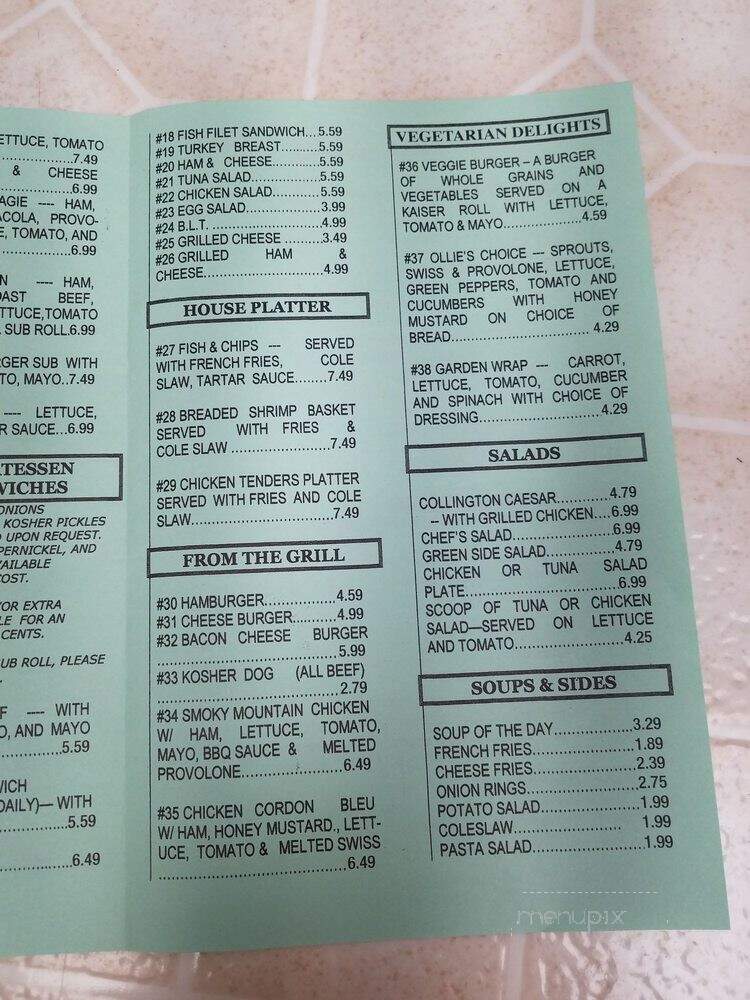 ETTUCE, TOMATO
..................7.49
& CHEESE
..................6.99
AGIE ---- HAM,
ACOLA, PROVO-
E, TOMATO, AND
..................6.99
N ---- HAM,
OAST BEEF,
TTUCE,TOMATO
SUB ROLL.6.99
RGER SUB WITH
TO, MAYO..7.49
---- LETTUCE,
R SAUCE...6.99
ATESSEN
WICHES
ONIONS
KOSHER PICKLES
D UPON REQUEST.
PERNICKEL, AND
VAILABLE
COST.
/OR EXTRA
LE FOR AN
CENTS.
SUB ROLL, PLEASE
F ---- WITH
O, AND MAYO
..................5.59
WICH
DAILY)— WITH
..................5.59
..................6.49
#18 FISH FILET SANDWICH...5.59
#19 TURKEY BREAST..........5.59
#20 HAM & CHEESE............5.59
#21 TUNA SALAD................5.59
#22 CHICKEN SALAD...........5.59
#23 EGG SALAD.................3.99
#24 B.L.T. .......................4.99
#25 GRILLED CHEESE .........3.49
#26 GRILLED HAM &
CHEESE..........................4.99
HOUSE PLATTER
#27 FISH & CHIPS --- SERVED
WITH FRENCH FRIES, COLE
SLAW, TARTAR SAUCE........7.49
#28 BREADED SHRIMP BASKET
SERVED WITH FRIES &
COLE SLAW ......................7.49
#29 CHICKEN TENDERS PLATTER
SERVED WITH FRIES AND COLE
SLAW...............................7.49
FROM THE GRILL
#30 HAMBURGER.................4.59
#31 CHEESE BURGER...........4.99
#32 BACON CHEESE BURGER
.....................................5.99
#33 KOSHER DOG (ALL BEEF)
.....................................2.79
#34 SMOKY MOUNTAIN CHICKEN
W/ HAM, LETTUCE, TOMATO,
MAYO, BBQ SAUCE & MELTED
PROVOLONE.......................6.49
#35 CHICKEN CORDON BLEU
W/ HAM, HONEY MUSTARD., LETT-
UCE, TOMATO & MELTED SWISS
.......................................6.49
VEGETARIAN DELIGHTS
#36 VEGGIE BURGER – A BURGER
OF WHOLE GRAINS AND
VEGETABLES SERVED ON A
KAISER ROLL WITH LETTUCE,
TOMATO & MAYO.................4.59
#37 OLLIE'S CHOICE --- SPROUTS,
SWISS & PROVOLONE, LETTUCE,
GREEN PEPPERS, TOMATO AND
CUCUMBERS WITH HONEY
MUSTARD ON CHOICE OF
BREAD............................... 4.29
#38 GARDEN WRAP --- CARROT,
LETTUCE, TOMATO, CUCUMBER
AND SPINACH WITH CHOICE OF
DRESSING..........................4.29
SALADS
COLLINGTON CAESAR............4.79
– WITH GRILLED CHICKEN....6.99
CHEF'S SALAD......................6.99
GREEN SIDE SALAD...............4.79
CHICKEN OR TUNA SALAD
PLATE.................................6.99
SCOOP OF TUNA OR CHICKEN
SALAD—SERVED ON LETTUCE
AND TOMATO........................4.25
SOUPS & SIDES
SOUP OF THE DAY.................3.29
FRENCH FRIES......................1.89
CHEESE FRIES......................2.39
ONION RINGS........................2.75
POTATO SALAD......................1.99
COLESLAW........................ 1.99
PASTA SALAD........................1.99
menupix